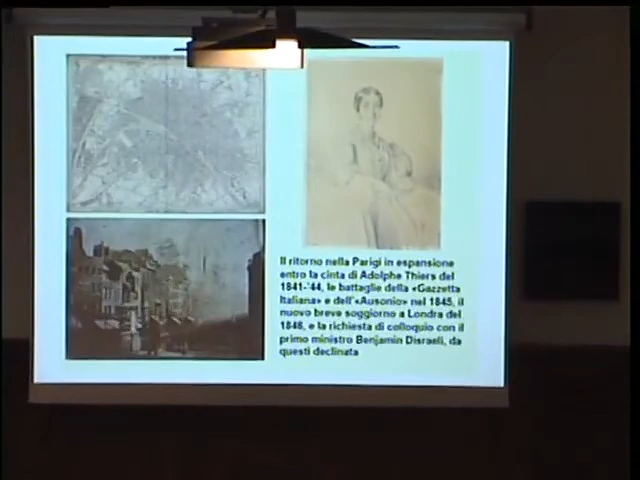 Il ritorno nella Parigi in espansione
entro la cinta di Adolphe Thiers del
1841-'44, le battaglie della «Gazzetta
Italiana» e dell'«Ausonio» nel 1845, il
nuovo breve soggiorno a Londra del
1846, e la richiesta di colloquio con il
primo ministro Benjamin Disraeli, da
questi declinata